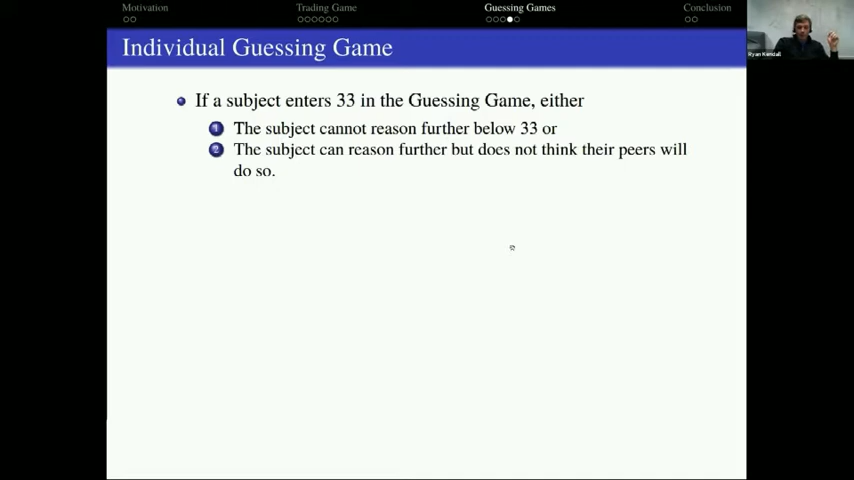 Motivation
Trading Game
Guessing Games
Conclusion
Individual Guessing Game
If a subject enters 33 in the Guessing Game, either
1 The subject cannot reason further below 33 or
2 The subject can reason further but does not think their peers will
do so.
Ryan Kendall